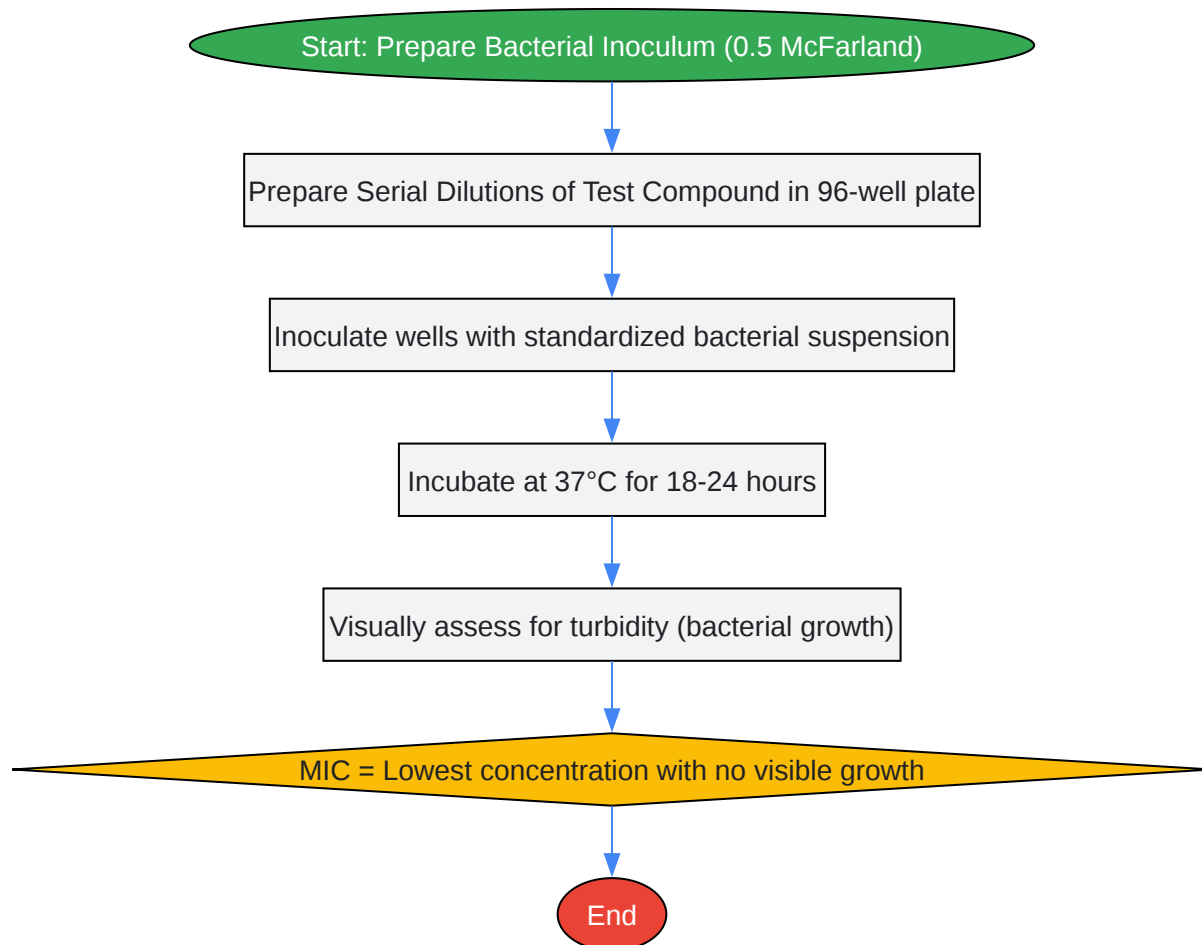 Start: Prepare Bacterial Inoculum (0.5 McFarland)
Prepare Serial Dilutions of Test Compound in 96-well plate
Inoculate wells with standardized bacterial suspension
Incubate at 37°C for 18-24 hours
Visually assess for turbidity (bacterial growth)
MIC = Lowest concentration with no visible growth
End